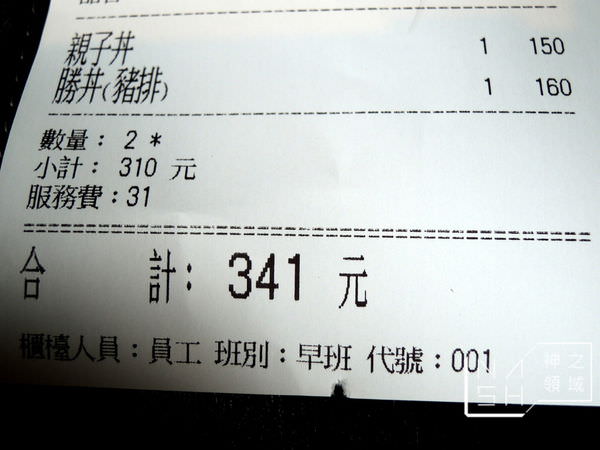 親子丼 1 150
勝丼(豬排) 1 160
數量： 2 *
小計： 310 元
服務費：31
合 計： 341 元
櫃檯人員：員工 班別：早班 代號：001
神之
領域